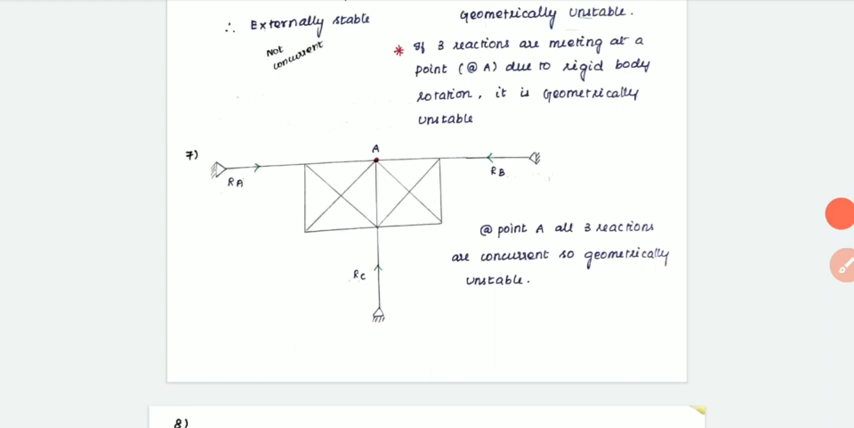 ∴ Externally stable
Not
concurrent
Geometrically Unstable.
* If 3 reactions are meeting at a
point (@ A) due to rigid body
rotation, it is Geometrically
Unstable
7)
A
RA
RB
@ point A all 3 reactions
are concurrent so geometrically
Unstable.
Rc
8)